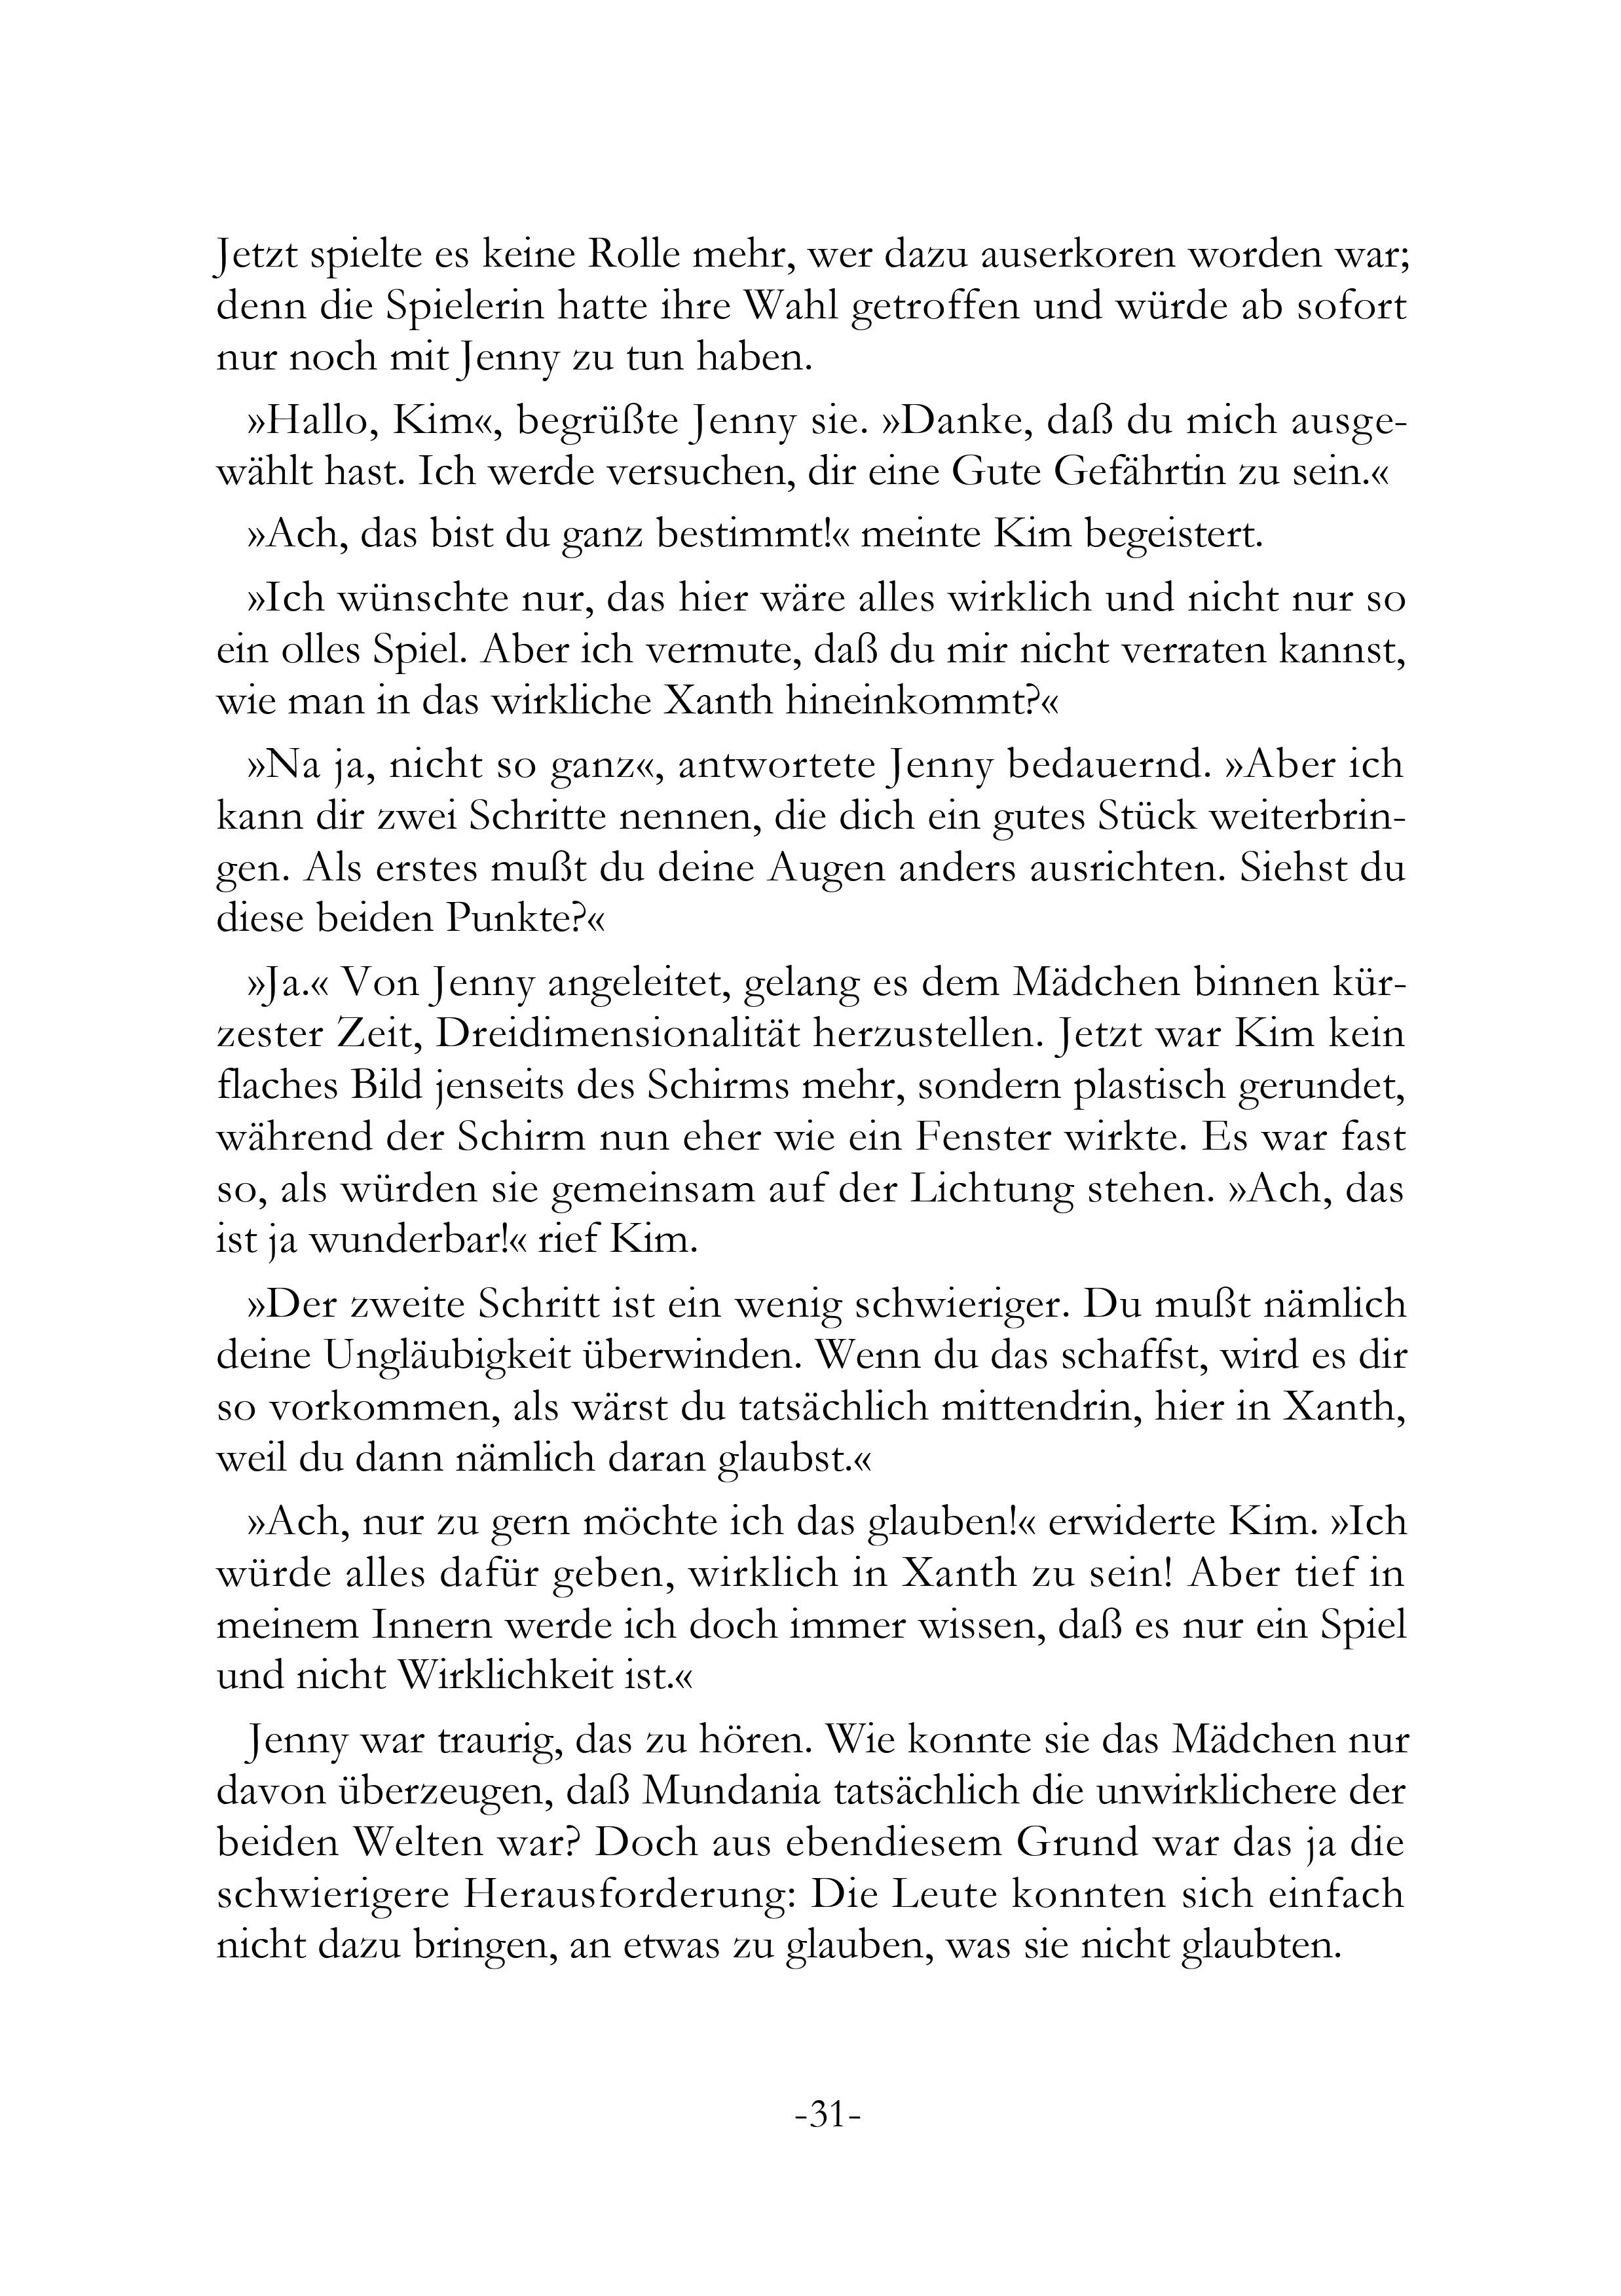 Jetzt spielte es keine Rolle mehr, wer dazu auserkoren worden war;
denn die Spielerin hatte ihre Wahl getroffen und würde ab sofort
nur noch mit Jenny zu tun haben.
»Hallo, Kim«, begrüßte Jenny sie. »Danke, daß du mich ausge-
wählt hast. Ich werde versuchen, dir eine Gute Gefährtin zu sein.«
»Ach, das bist du ganz bestimmt!« meinte Kim begeistert.
»Ich wünschte nur, das hier wäre alles wirklich und nicht nur so
ein olles Spiel. Aber ich vermute, daß du mir nicht verraten kannst,
wie man in das wirkliche Xanth hineinkommt?«
»Na ja, nicht so ganz«, antwortete Jenny bedauernd. »Aber ich
kann dir zwei Schritte nennen, die dich ein gutes Stück weiterbrin-
gen. Als erstes mußt du deine Augen anders ausrichten. Siehst du
diese beiden Punkte?«
»Ja.« Von Jenny angeleitet, gelang es dem Mädchen binnen kür-
zester Zeit, Dreidimensionalität herzustellen. Jetzt war Kim kein
flaches Bild jenseits des Schirms mehr, sondern plastisch gerundet,
während der Schirm nun eher wie ein Fenster wirkte. Es war fast
so, als würden sie gemeinsam auf der Lichtung stehen. »Ach, das
ist ja wunderbar!« rief Kim.
»Der zweite Schritt ist ein wenig schwieriger. Du mußt nämlich
deine Ungläubigkeit überwinden. Wenn du das schaffst, wird es dir
so vorkommen, als wärst du tatsächlich mittendrin, hier in Xanth,
weil du dann nämlich daran glaubst.«
»Ach, nur zu gern möchte ich das glauben!« erwiderte Kim. »Ich
würde alles dafür geben, wirklich in Xanth zu sein! Aber tief in
meinem Innern werde ich doch immer wissen, daß es nur ein Spiel
und nicht Wirklichkeit ist.«
Jenny war traurig, das zu hören. Wie konnte sie das Mädchen nur
davon überzeugen, daß Mundania tatsächlich die unwirklichere der
beiden Welten war? Doch aus ebendiesem Grund war das ja die
schwierigere Herausforderung: Die Leute konnten sich einfach
nicht dazu bringen, an etwas zu glauben, was sie nicht glaubten.
-31-